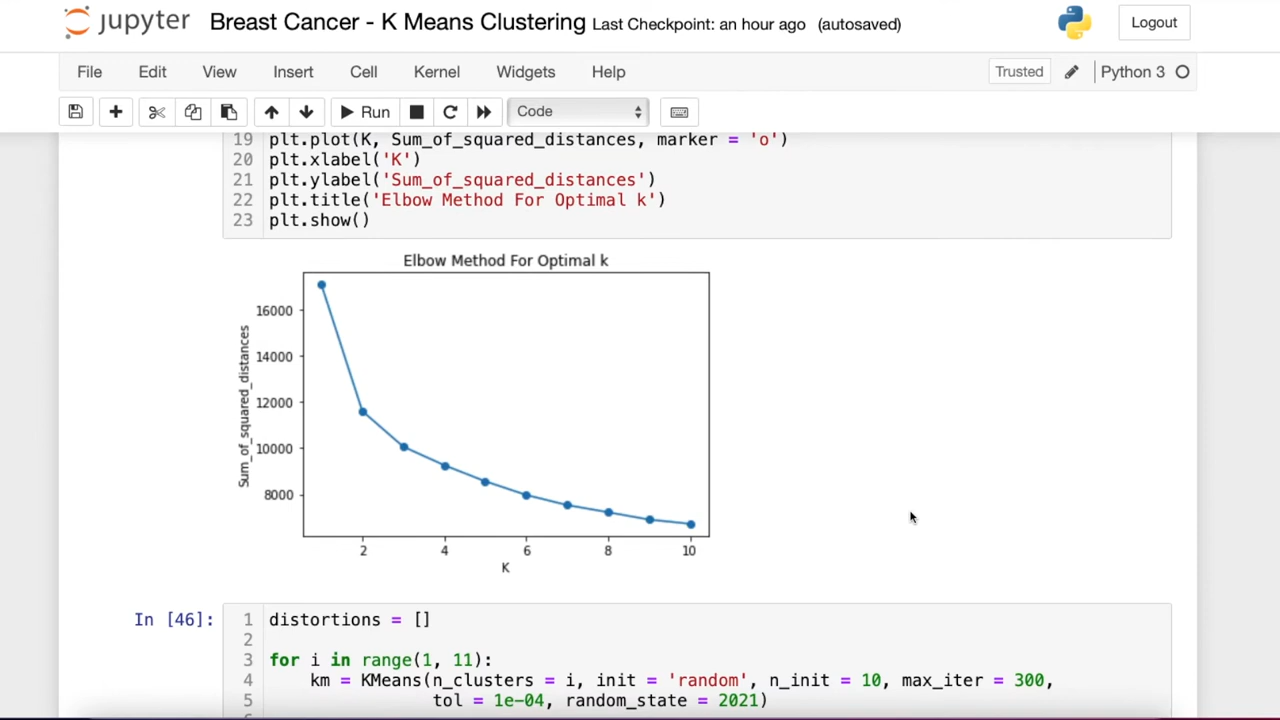 jupyter Breast Cancer - K Means Clustering Last Checkpoint: an hour ago (autosaved) Logout
File Edit View Insert Cell Kernel Widgets Help Trusted Python 3
Run Code
19 plt.plot(K, Sum_of_squared_distances, marker = 'o')
20 plt.xlabel('K')
21 plt.ylabel('Sum_of_squared_distances')
22 plt.title('Elbow Method For Optimal k')
23 plt.show()
Elbow Method For Optimal k
Sum_of_squared_distances
16000
14000
12000
10000
8000
2 4 6 8 10
K
In [46]:
1 distortions = []
2
3 for i in range(1, 11):
4 km = KMeans(n_clusters = i, init = 'random', n_init = 10, max_iter = 300,
5 tol = 1e-04, random_state = 2021)